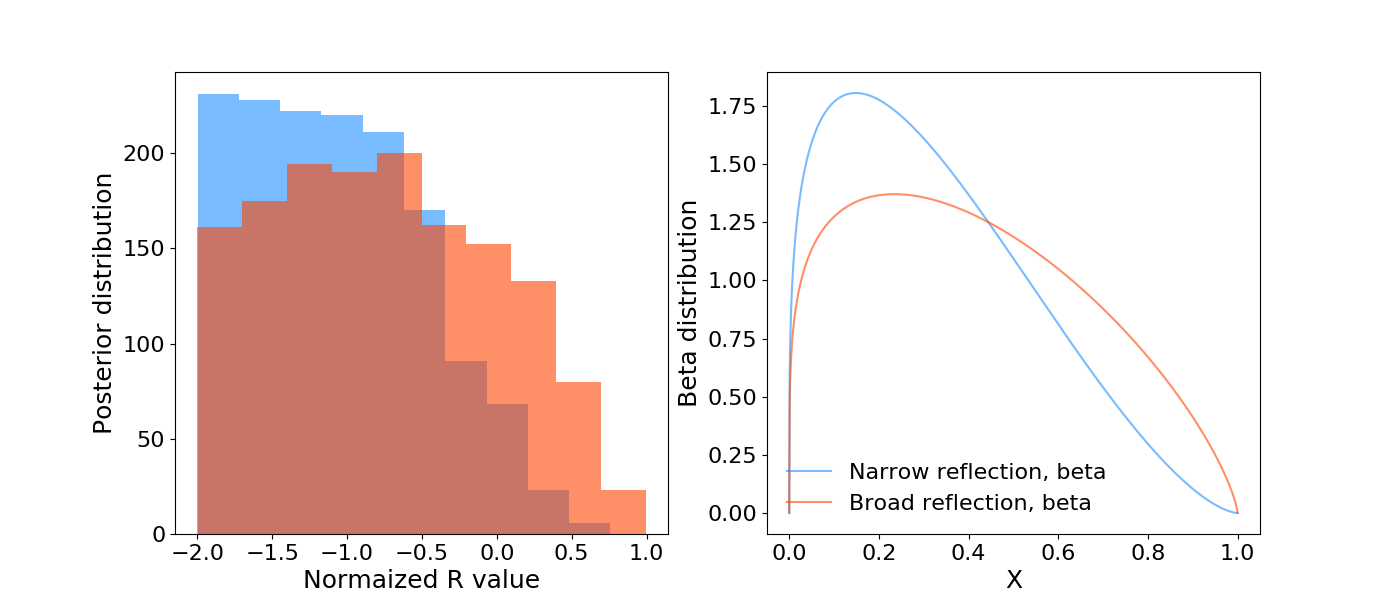 Posterior distribution
200
150
100
50
0
−2.0 −1.5 −1.0 −0.5 0.0 0.5 1.0
Normaized R value
Beta distribution
1.75
1.50
1.25
1.00
0.75
0.50
0.25
0.00
Narrow reflection, beta
Broad reflection, beta
0.0 0.2 0.4 0.6 0.8 1.0
X